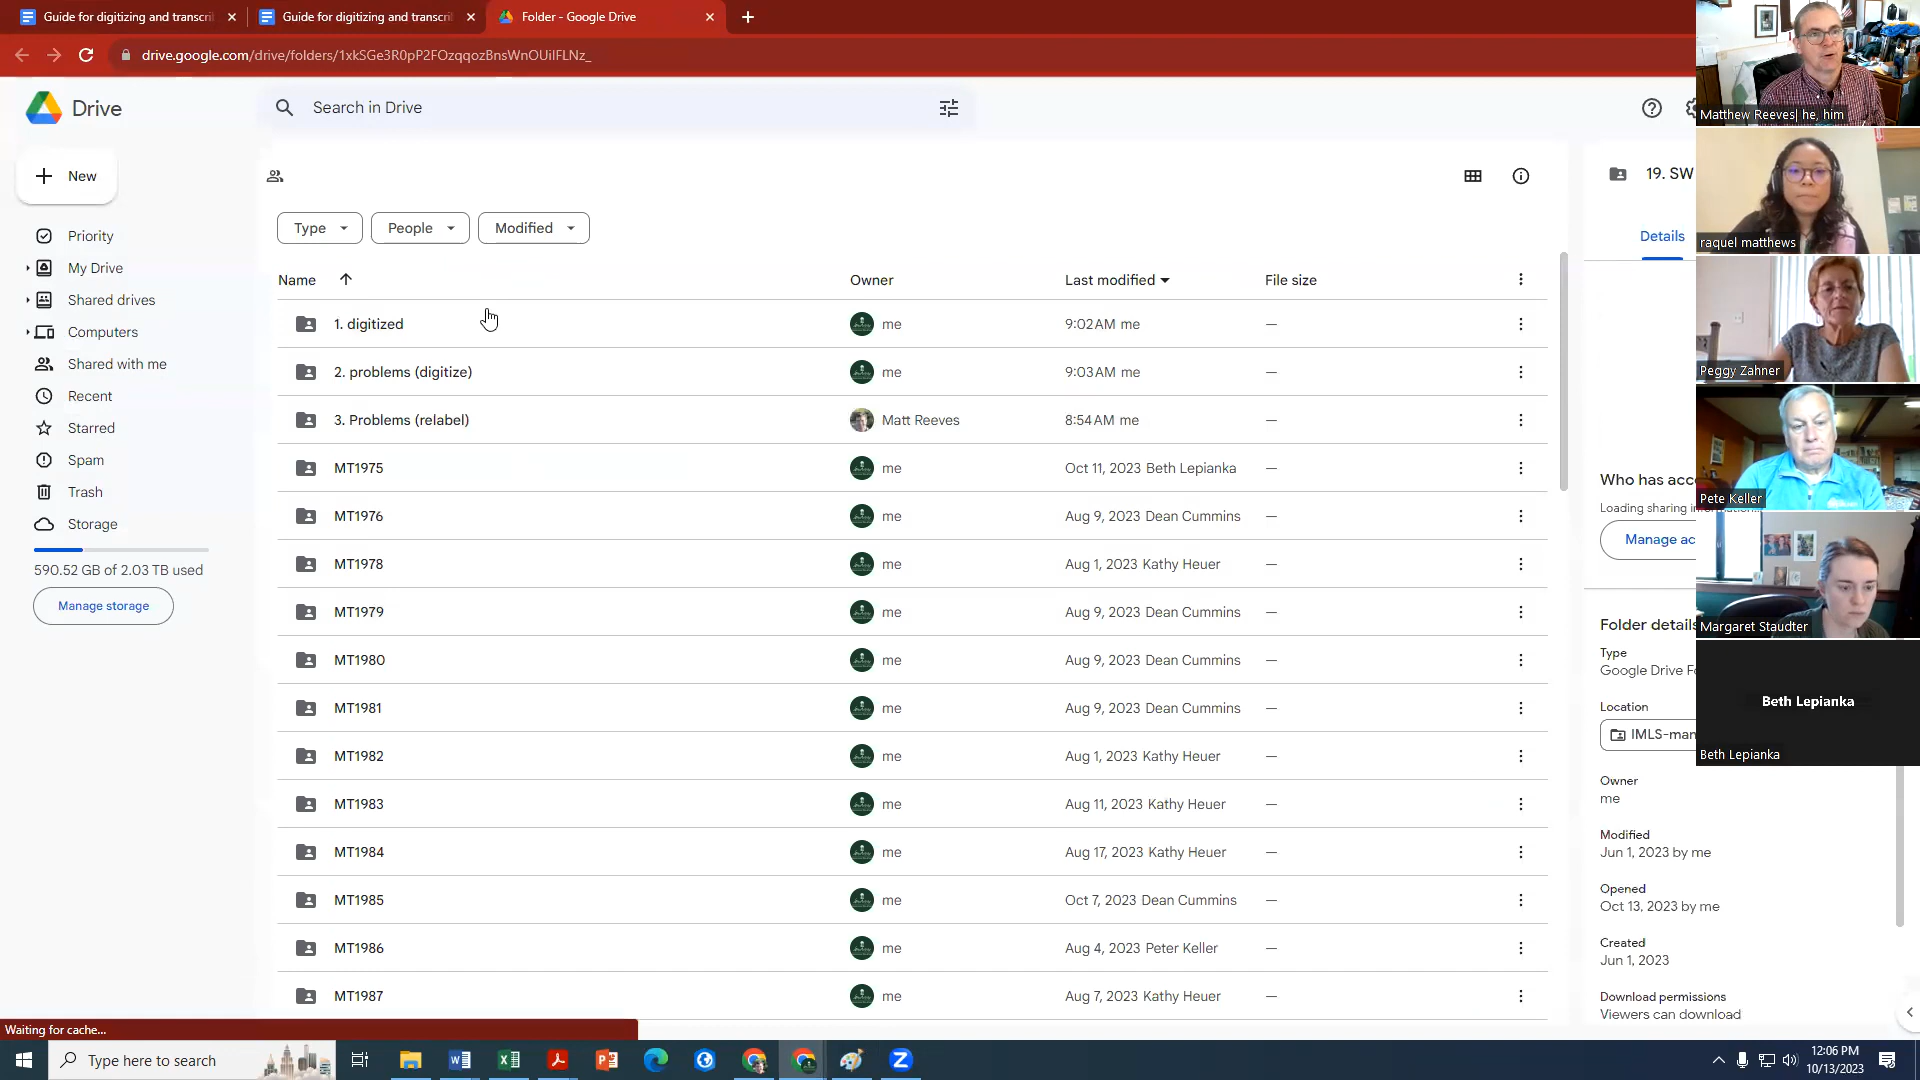 Guide for digitizing and transcri
Guide for digitizing and transcri
Folder - Google Drive
drive.google.com/drive/folders/1xkSGe3R0pP2FOzqqozBnsWnOUiIFLNz_
Drive
Search in Drive
New
Priority
My Drive
Shared drives
Computers
Shared with me
Recent
Starred
Spam
Trash
Storage
590.52 GB of 2.03 TB used
Manage storage
Type
People
Modified
Name
Owner
Last modified
File size
1. digitized
me
9:02 AM me
—
2. problems (digitize)
me
9:03 AM me
—
3. Problems (relabel)
Matt Reeves
8:54 AM me
—
MT1975
me
Oct 11, 2023 Beth Lepianka
—
MT1976
me
Aug 9, 2023 Dean Cummins
—
MT1978
me
Aug 1, 2023 Kathy Heuer
—
MT1979
me
Aug 9, 2023 Dean Cummins
—
MT1980
me
Aug 9, 2023 Dean Cummins
—
MT1981
me
Aug 9, 2023 Dean Cummins
—
MT1982
me
Aug 1, 2023 Kathy Heuer
—
MT1983
me
Aug 11, 2023 Kathy Heuer
—
MT1984
me
Aug 17, 2023 Kathy Heuer
—
MT1985
me
Oct 7, 2023 Dean Cummins
—
MT1986
me
Aug 4, 2023 Peter Keller
—
MT1987
me
Aug 7, 2023 Kathy Heuer
—
19. SW
Details
Who has acc
Loading sharing
Manage ac
Folder details
Type
Google Drive Fo
Location
IMLS-man
Owner
me
Modified
Jun 1, 2023 by me
Opened
Oct 13, 2023 by me
Created
Jun 1, 2023
Download permissions
Viewers can download
Matthew Reeves| he, him
raquel matthews
Peggy Zahner
Pete Keller
Margaret Staudter
Beth Lepianka
Beth Lepianka
Waiting for cache...
Type here to search
12:06 PM
10/13/2023